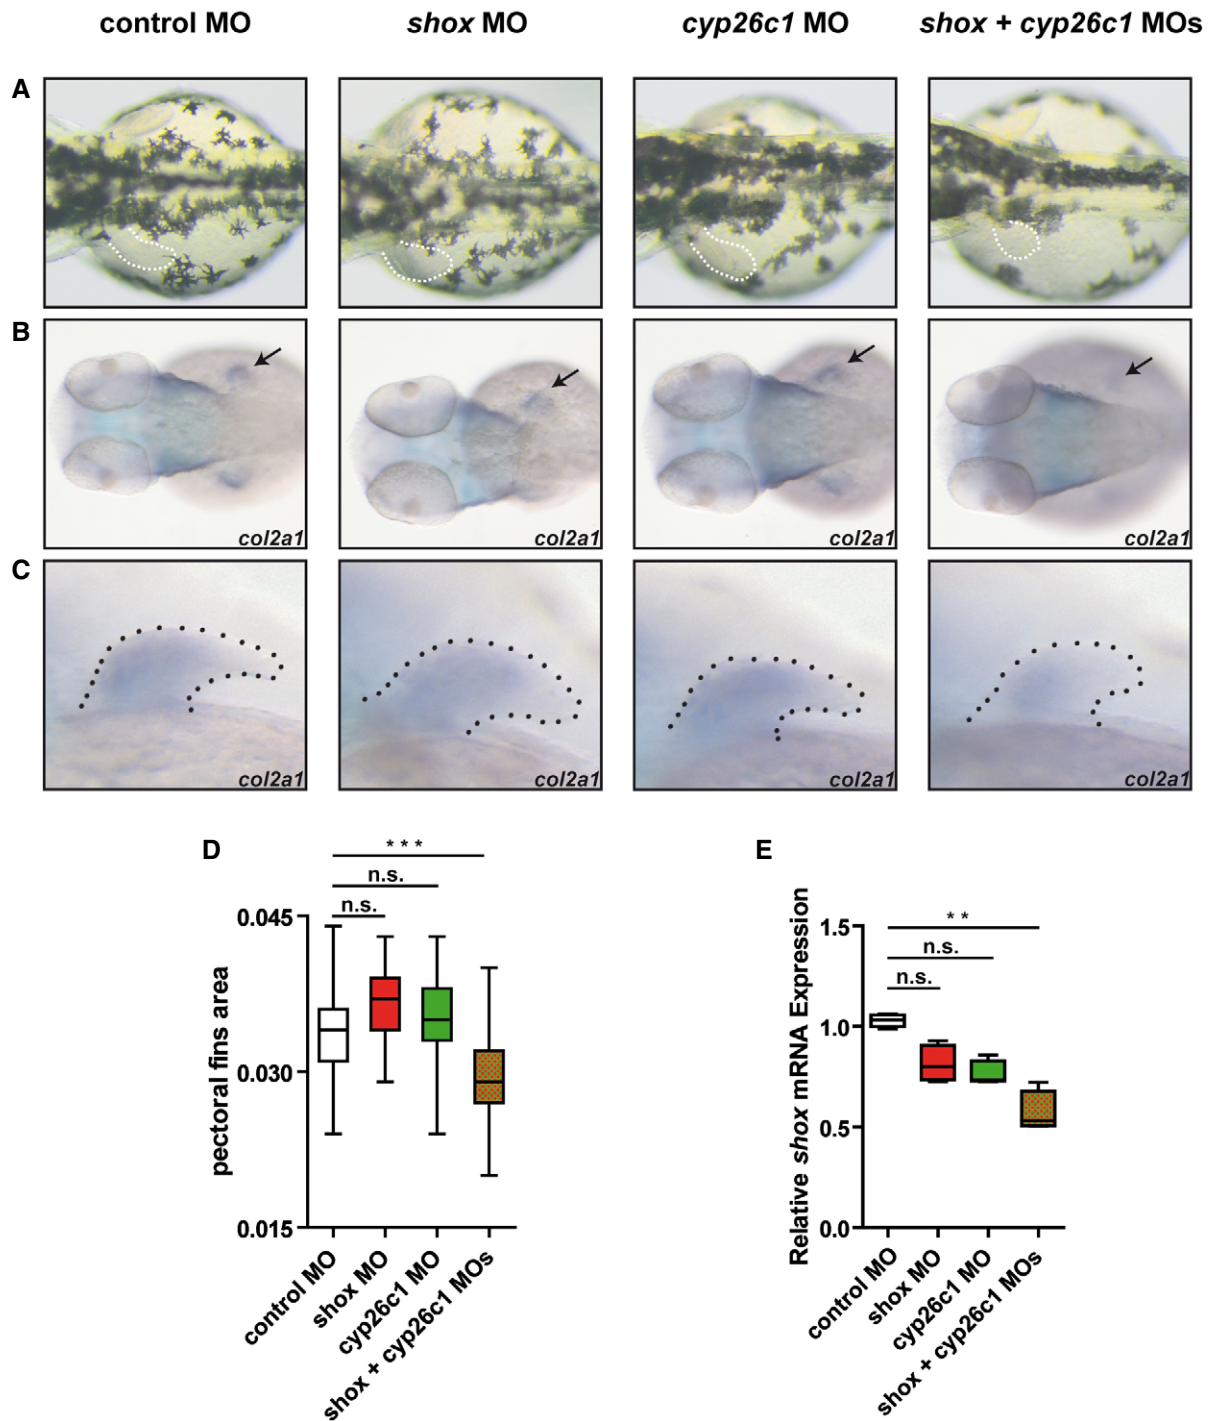 control MO
shox MO
cyp26c1 MO
shox + cyp26c1 MOs
A
B
col2a1
col2a1
col2a1
col2a1
C
col2a1
col2a1
col2a1
col2a1
D
* * *
n.s.
n.s.
0.045
0.030
0.015
pectoral fins area
control MO
shox MO
cyp26c1 MO
shox + cyp26c1 MOs
E
* *
n.s.
n.s.
1.5
1.0
0.5
0.0
Relative shox mRNA Expression
control MO
shox MO
cyp26c1 MO
shox + cyp26c1 MOs